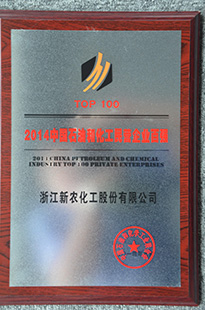 TOP 100
2014中国石油和化工民营企业百强
2014 CHINA PETROLEUM AND CHEMICAL
INDUSTRY TOP 100 PRIVATE ENTERPRISES
浙江新农化工股份有限公司